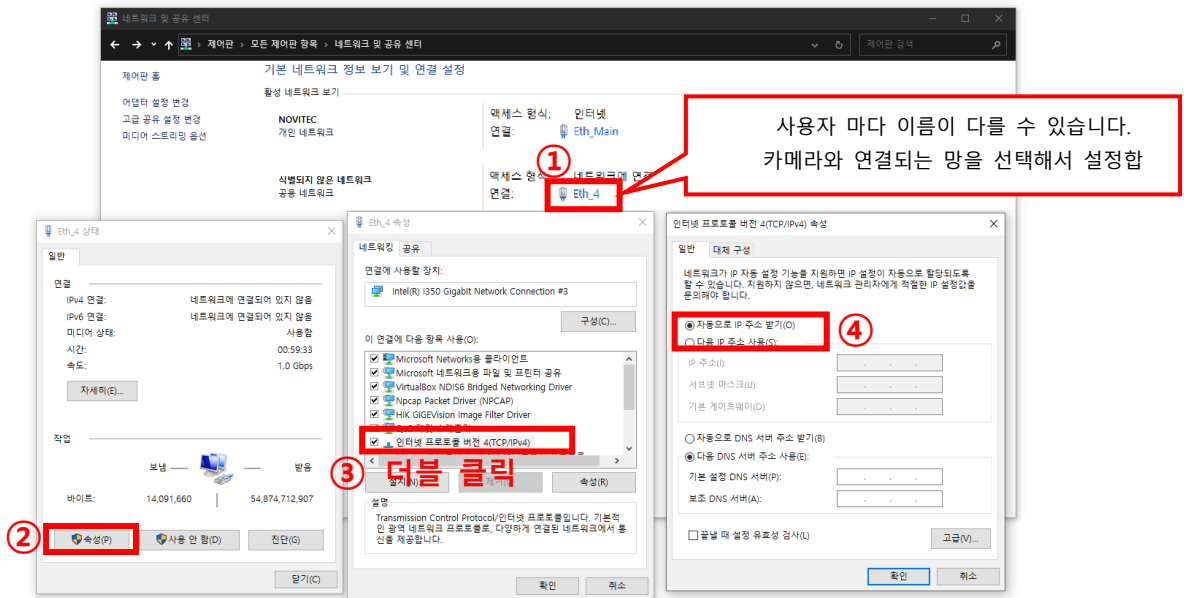 네트워크 및 공유 센터
제어판 › 모든 제어판 항목 › 네트워크 및 공유 센터
제어판 검색
제어판 홈
어댑터 설정 변경
고급 공유 설정 변경
미디어 스트리밍 옵션
기본 네트워크 정보 보기 및 연결 설정
활성 네트워크 보기
NOVITEC
개인 네트워크
액세스 형식: 인터넷
연결: Eth_Main
식별되지 않은 네트워크
공용 네트워크
액세스 형식 네트워크에 연결
연결: Eth_4
①
사용자 마다 이름이 다를 수 있습니다.
카메라와 연결되는 망을 선택해서 설정합
Eth_4 상태
일반
연결
IPv4 연결: 네트워크에 연결되어 있지 않음
IPv6 연결: 네트워크에 연결되어 있지 않음
미디어 상태: 사용함
시간: 00:59:33
속도: 1.0 Gbps
자세히(E)...
작업
보냄 받음
바이트: 14,091,660 54,874,712,907
②
속성(P)
사용 안 함(D)
진단(G)
닫기(C)
Eth_4 속성
네트워킹 공유
연결에 사용할 장치:
Intel(R) I350 Gigabit Network Connection #3
구성(C)...
이 연결에 다음 항목 사용(O):
Microsoft Networks용 클라이언트
Microsoft 네트워크용 파일 및 프린터 공유
VirtualBox NDIS6 Bridged Networking Driver
Npcap Packet Driver (NPCAP)
HIK GiGEVision Image Filter Driver
인터넷 프로토콜 버전 4(TCP/IPv4)
③ 더블 클릭
설치(N)...
속성(R)
설명
Transmission Control Protocol/인터넷 프로토콜입니다. 기본적
인 광역 네트워크 프로토콜로, 다양하게 연결된 네트워크에서 통
신을 제공합니다.
확인
취소
인터넷 프로토콜 버전 4(TCP/IPv4) 속성
일반 대체 구성
네트워크가 IP 자동 설정 기능을 지원하면 IP 설정이 자동으로 할당되도록
할 수 있습니다. 지원하지 않으면, 네트워크 관리자에게 적절한 IP 설정값을
문의해야 합니다.
자동으로 IP 주소 받기(O)
④
다음 IP 주소 사용(S):
IP 주소(I):
서브넷 마스크(U):
기본 게이트웨이(D):
자동으로 DNS 서버 주소 받기(B)
다음 DNS 서버 주소 사용(E):
기본 설정 DNS 서버(P):
보조 DNS 서버(A):
끝낼 때 설정 유효성 검사(L)
고급(V)...
확인
취소